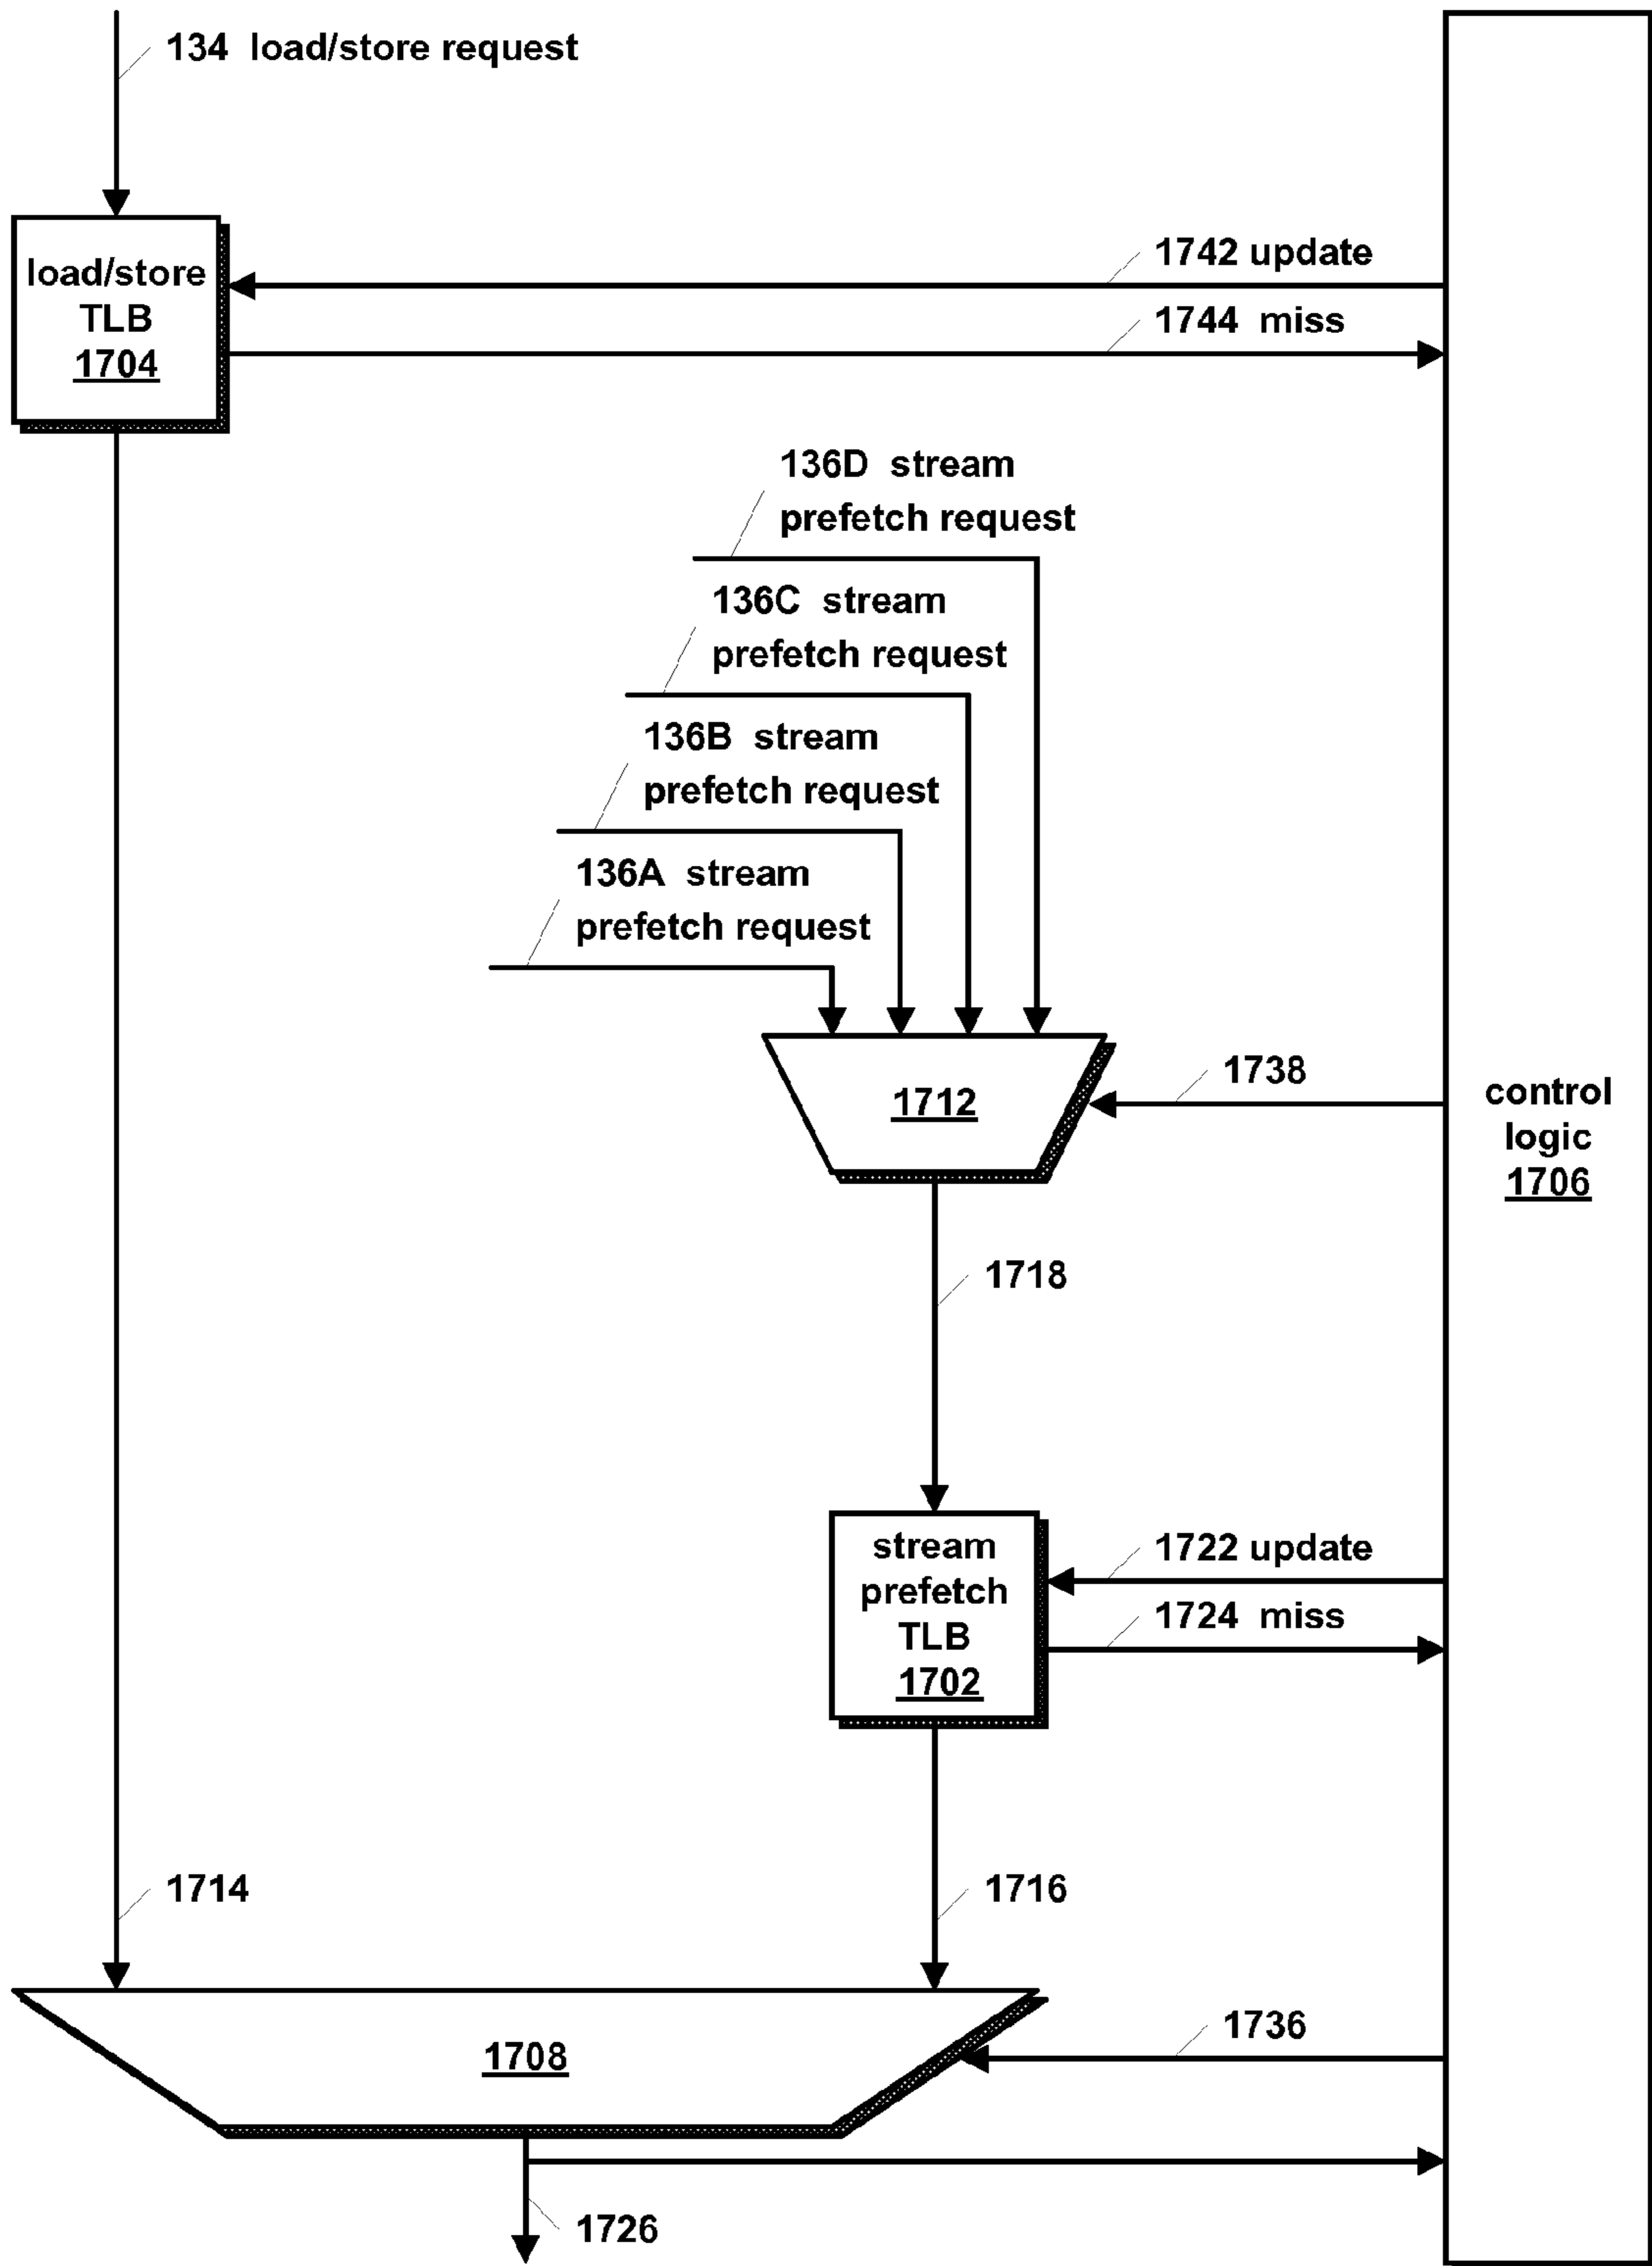 134 load/store request
load/store
TLB
1704
1742 update
1744 miss
136D stream
prefetch request
136C stream
prefetch request
136B stream
prefetch request
136A stream
prefetch request
1712
1738
control
logic
1706
1718
stream
prefetch
TLB
1702
1722 update
1724 miss
1714
1716
1708
1736
1726